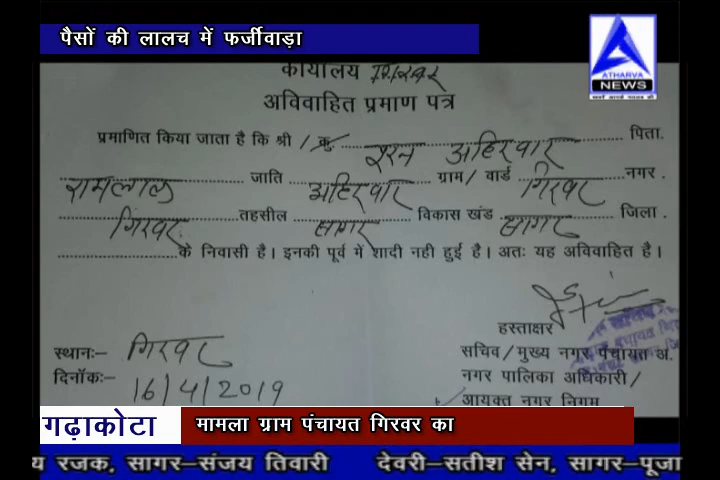 पैसों की लालच में फर्जीवाड़ा
ATHARVA
NEWS
कार्यालय गिरवर
अविवाहित प्रमाण पत्र
प्रमाणित किया जाता है कि श्री / कु. अहिरवार पिता.
रामलाल जाति अहिरवार ग्राम/ वार्ड गिरवर नगर .
गिरवर तहसील सागर विकास खंड सागर जिला .
के निवासी है। इनकी पूर्व में शादी नही हुई है। अतः यह अविवाहित है।
हस्ताक्षर
स्थानः- गिरवर
सचिव/मुख्य नगर पंचायत अ.
दिनाँकः- 16/4/2019
नगर पालिका अधिकारी/
आयुक्त नगर निगम
गढ़ाकोटा
मामला ग्राम पंचायत गिरवर का
य रजक, सागर-संजय तिवारी देवरी-सतीश सेन, सागर-पूजा